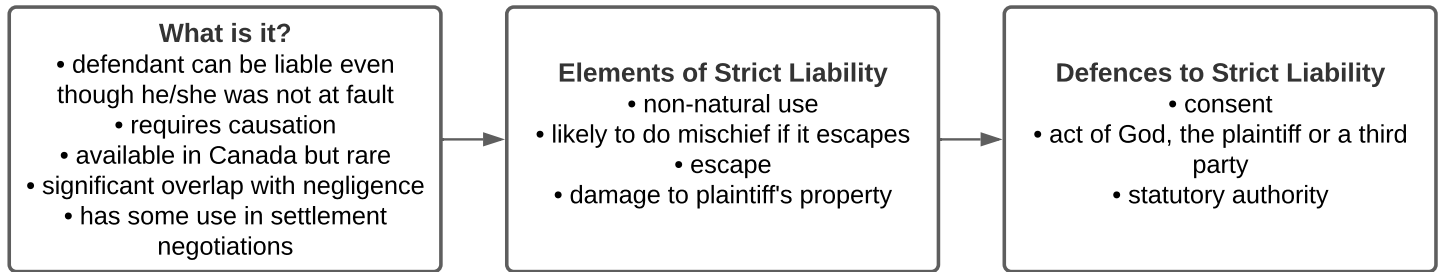 What is it?
• defendant can be liable even
though he/she was not at fault
• requires causation
• available in Canada but rare
• significant overlap with negligence
• has some use in settlement
negotiations
Elements of Strict Liability
• non-natural use
• likely to do mischief if it escapes
• escape
• damage to plaintiff's property
Defences to Strict Liability
• consent
• act of God, the plaintiff or a third
party
• statutory authority